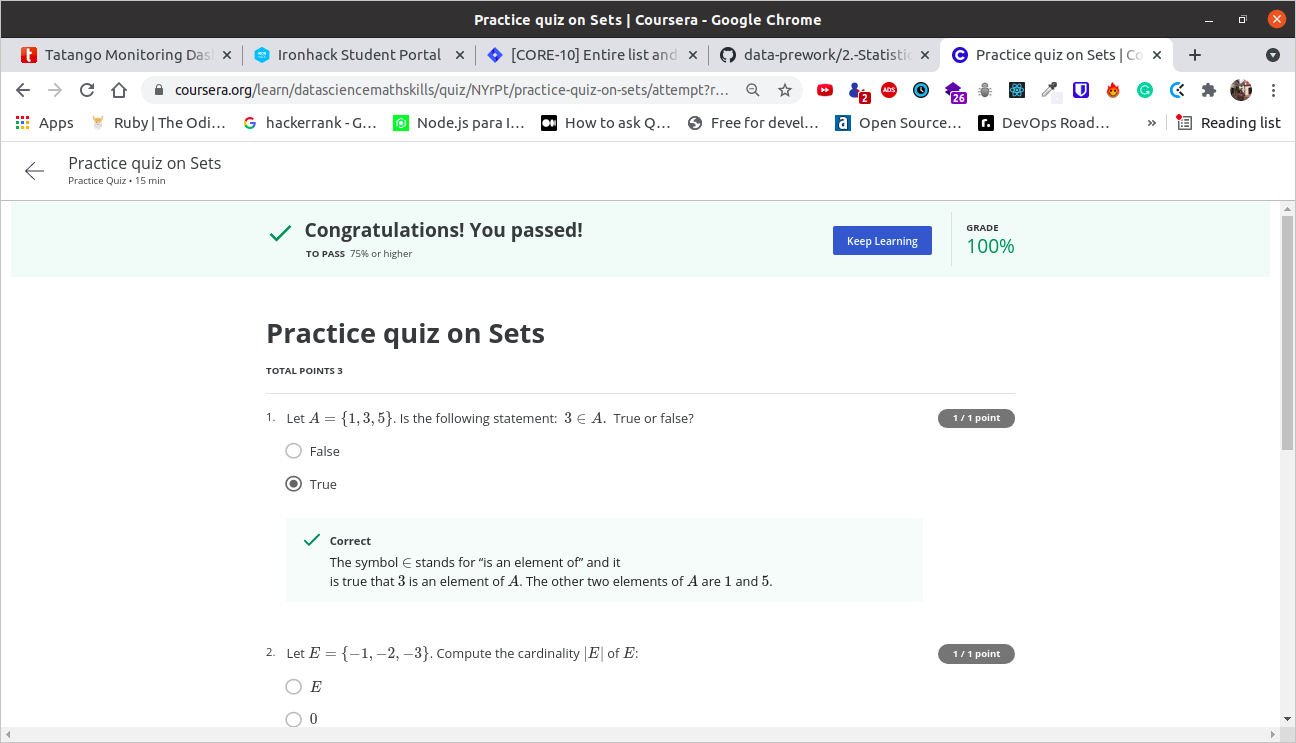 Practice quiz on Sets | Coursera - Google Chrome
Tatango Monitoring Das
Ironhack Student Portal
[CORE-10] Entire list and
data-prework/2.-Statistic
Practice quiz on Sets | Co
coursera.org/learn/datasciencemathskills/quiz/NYrPt/practice-quiz-on-sets/attempt?r...
2
ADS
26
Apps
Ruby | The Odi...
hackerrank - G...
Node.js para I...
How to ask Q...
Free for devel...
Open Source...
DevOps Road...
»
Reading list
Practice quiz on Sets
Practice Quiz • 15 min
Congratulations! You passed!
TO PASS 75% or higher
Keep Learning
GRADE
100%
Practice quiz on Sets
TOTAL POINTS 3
1. Let A = {1, 3, 5}. Is the following statement: 3 ∈ A. True or false?
1 / 1 point
False
True
Correct
The symbol ∈ stands for “is an element of” and it
is true that 3 is an element of A. The other two elements of A are 1 and 5.
2. Let E = {−1, −2, −3}. Compute the cardinality |E| of E:
1 / 1 point
E
0